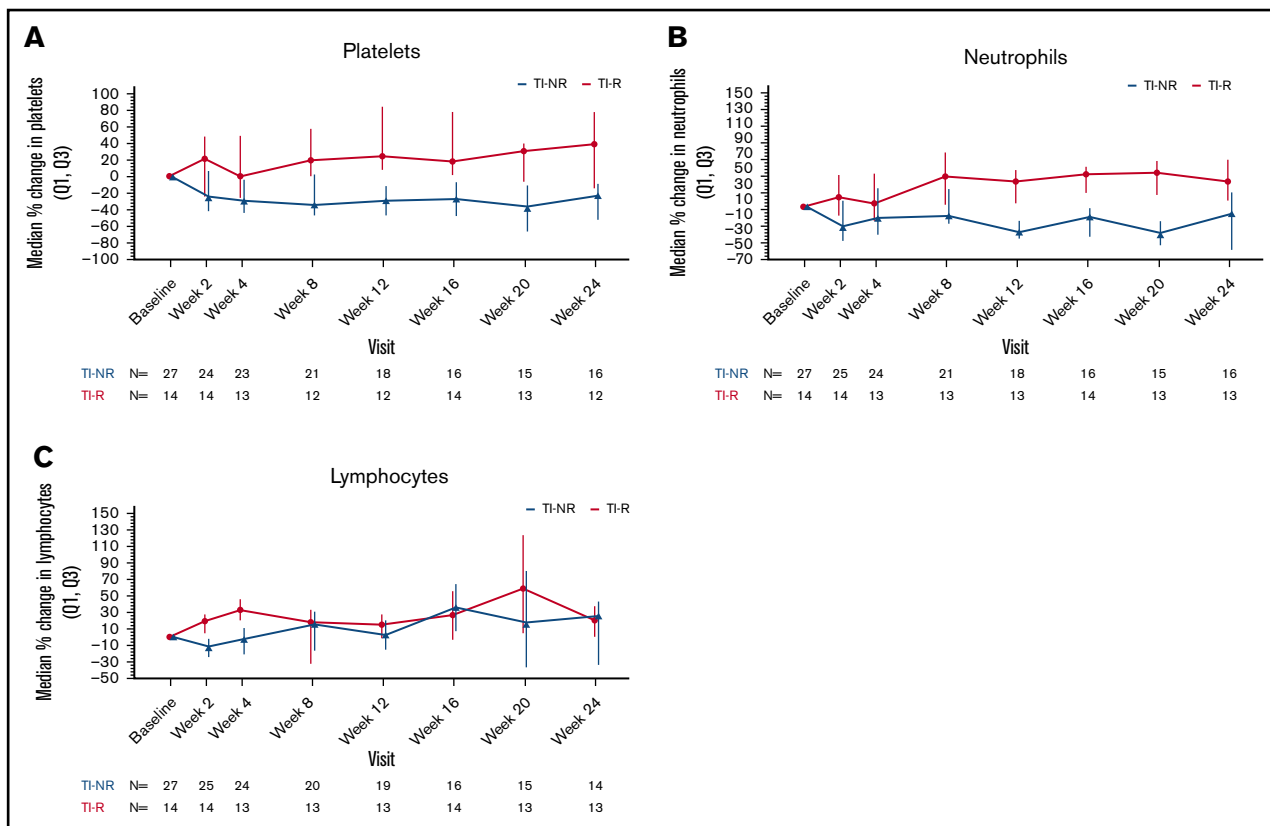 A
Platelets
TI-NR TI-R
Median % change in platelets
(Q1, Q3)
100
80
60
40
20
0
−20
−40
−60
−80
−100
Baseline
Week 2
Week 4
Week 8
Week 12
Week 16
Week 20
Week 24
Visit
TI-NR N= 27 24 23 21 18 16 15 16
TI-R N= 14 14 13 12 12 14 13 12
B
Neutrophils
TI-NR TI-R
Median % change in neutrophils
(Q1, Q3)
150
130
110
90
70
50
30
10
−10
−30
−50
−70
Baseline
Week 2
Week 4
Week 8
Week 12
Week 16
Week 20
Week 24
Visit
TI-NR N= 27 25 24 21 18 16 15 16
TI-R N= 14 14 13 13 13 14 13 13
C
Lymphocytes
TI-NR TI-R
Median % change in lymphocytes
(Q1, Q3)
150
130
110
90
70
50
30
10
−10
−30
−50
Baseline
Week 2
Week 4
Week 8
Week 12
Week 16
Week 20
Week 24
Visit
TI-NR N= 27 25 24 20 19 16 15 14
TI-R N= 14 14 13 13 13 14 13 13